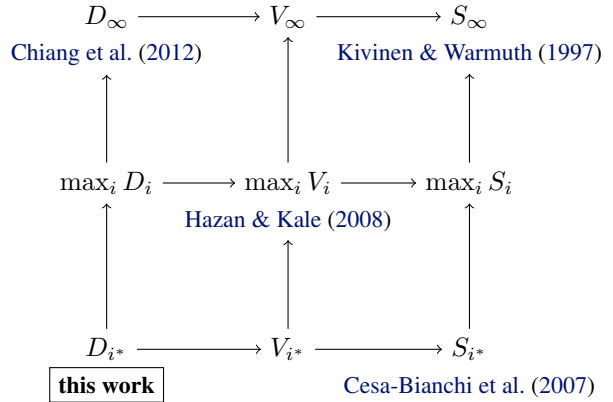 D∞ V∞ S∞
Chiang et al. (2012) Kivinen & Warmuth (1997)
maxᵢ Dᵢ maxᵢ Vᵢ maxᵢ Sᵢ
Hazan & Kale (2008)
Dᵢ* Vᵢ* Sᵢ*
this work Cesa-Bianchi et al. (2007)